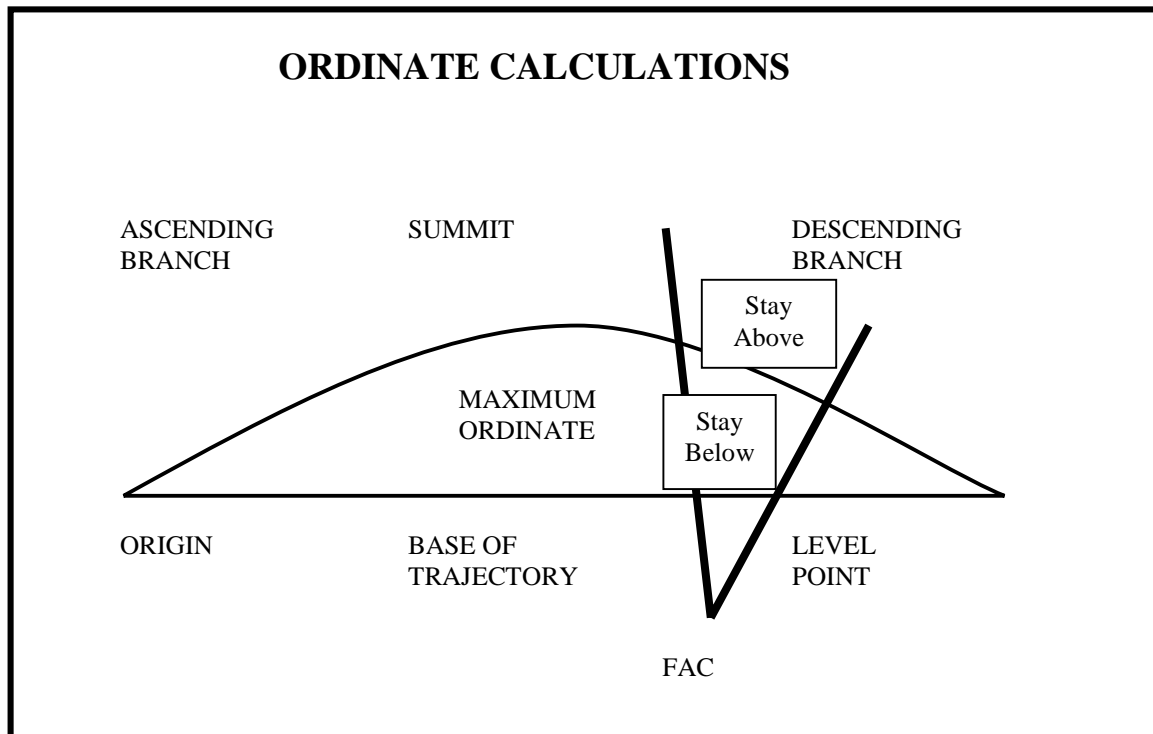 ORDINATE CALCULATIONS
ASCENDING
BRANCH
SUMMIT
DESCENDING
BRANCH
Stay
Above
MAXIMUM
ORDINATE
Stay
Below
ORIGIN
BASE OF
TRAJECTORY
LEVEL
POINT
FAC